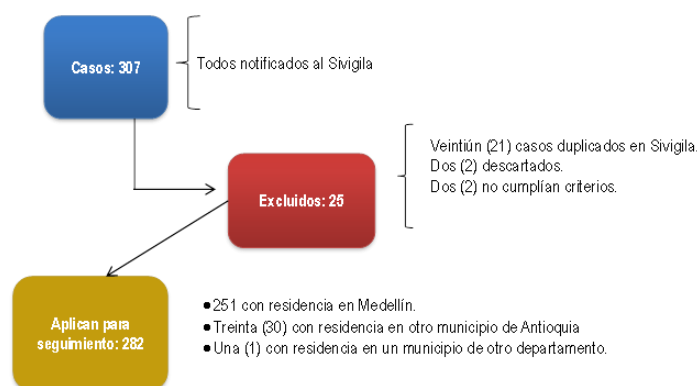 Casos: 307
Todos notificados al Sivigila
Veintiún (21) casos duplicados en Sivigila.
Dos (2) descartados.
Dos (2) no cumplían criterios.
Excluidos: 25
Aplican para
seguimiento: 282
● 251 con residencia en Medellín.
● Treinta (30) con residencia en otro municipio de Antioquia
● Una (1) con residencia en un municipio de otro departamento.